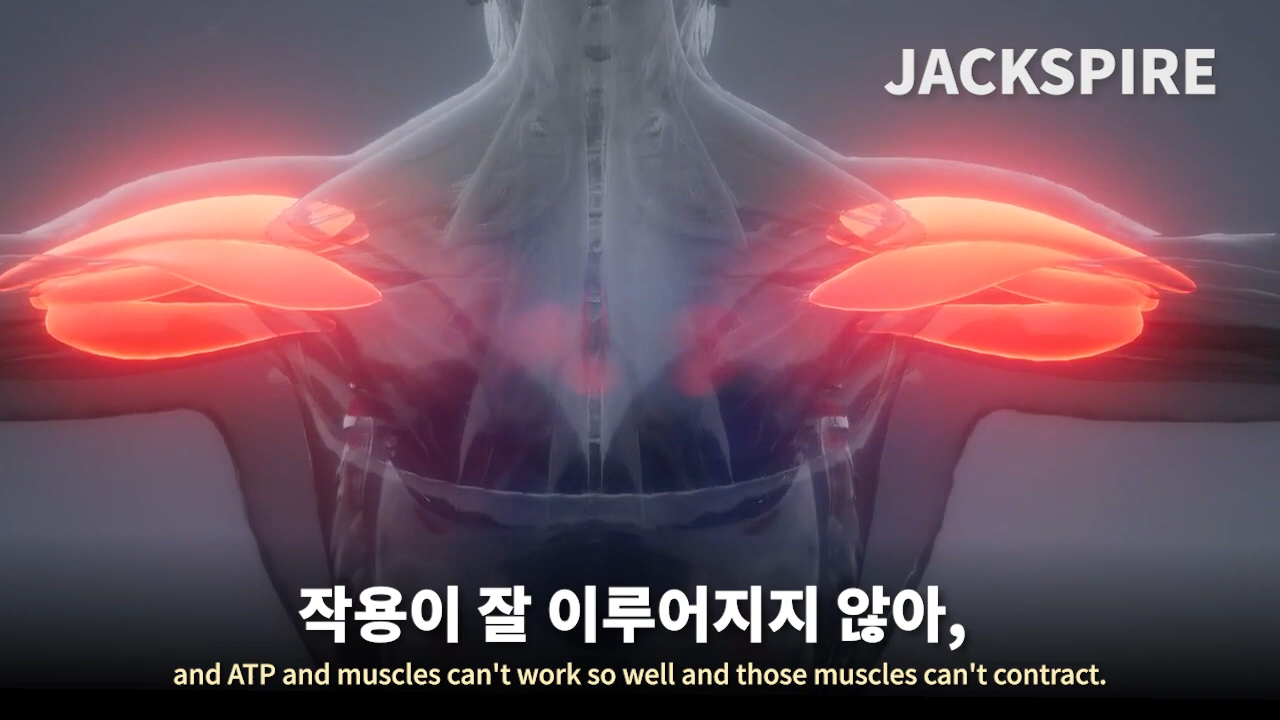 JACKSPIRE
작용이 잘 이루어지지 않아,
and ATP and muscles can't work so well and those muscles can't contract.